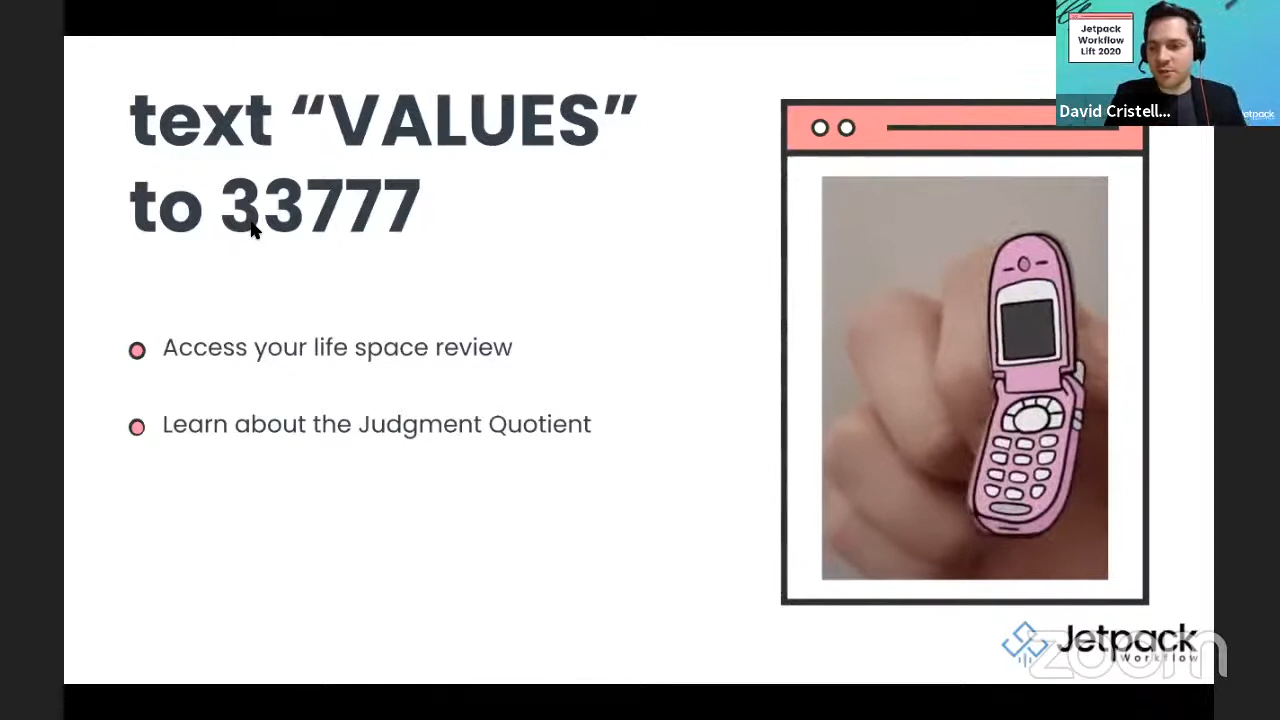 text “VALUES”
to 33777
Access your life space review
Learn about the Judgment Quotient
Jetpack
Workflow
Lift 2020
David Cristell...
jetpack
Jetpack
Workflow
zoom